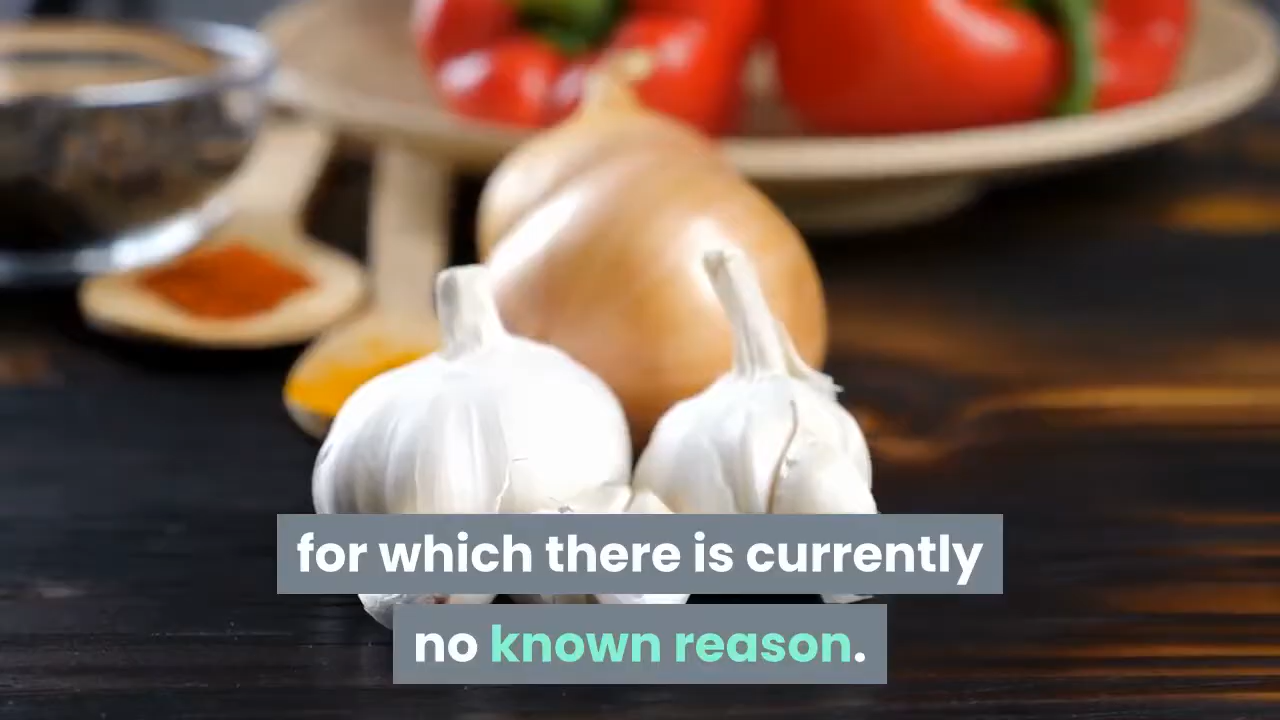 for which there is currently
no known reason.